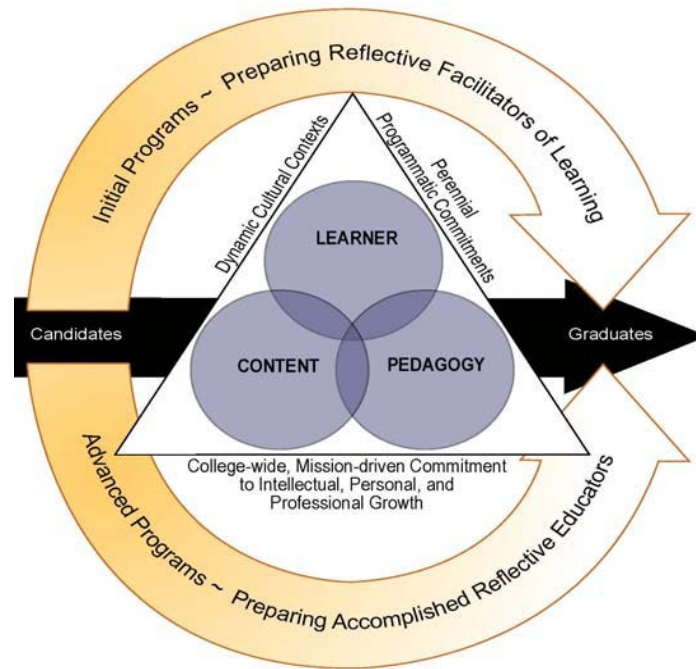 Initial Programs ~ Preparing Reflective Facilitators of Learning
Dynamic Cultural Contexts
Perennial
Programmatic Commitments
LEARNER
Candidates
Graduates
CONTENT
PEDAGOGY
College-wide, Mission-driven Commitment
to Intellectual, Personal, and
Professional Growth
Advanced Programs ~ Preparing Accomplished Reflective Educators